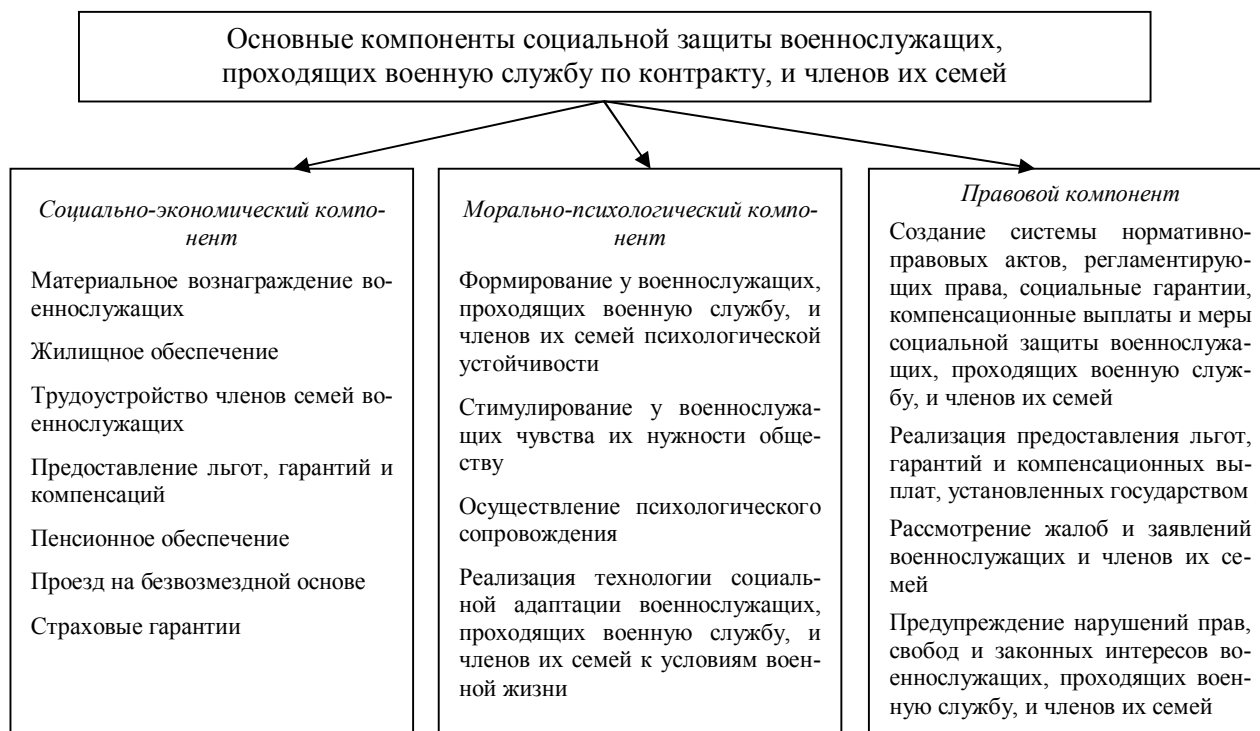 Основные компоненты социальной защиты военнослужащих,
проходящих военную службу по контракту, и членов их семей
Социально-экономический компо-
нент
Материальное вознаграждение во-
еннослужащих
Жилищное обеспечение
Трудоустройство членов семей во-
еннослужащих
Предоставление льгот, гарантий и
компенсаций
Пенсионное обеспечение
Проезд на безвозмездной основе
Страховые гарантии
Морально-психологический компо-
нент
Формирование у военнослужащих,
проходящих военную службу, и
членов их семей психологической
устойчивости
Стимулирование у военнослужа-
щих чувства их нужности обще-
ству
Осуществление психологического
сопровождения
Реализация технологии социаль-
ной адаптации военнослужащих,
проходящих военную службу, и
членов их семей к условиям воен-
ной жизни
Правовой компонент
Создание системы нормативно-
правовых актов, регламентирую-
щих права, социальные гарантии,
компенсационные выплаты и меры
социальной защиты военнослужа-
щих, проходящих военную служ-
бу, и членов их семей
Реализация предоставления льгот,
гарантий и компенсационных вы-
плат, установленных государством
Рассмотрение жалоб и заявлений
военнослужащих и членов их се-
мей
Предупреждение нарушений прав,
свобод и законных интересов во-
еннослужащих, проходящих воен-
ную службу, и членов их семей